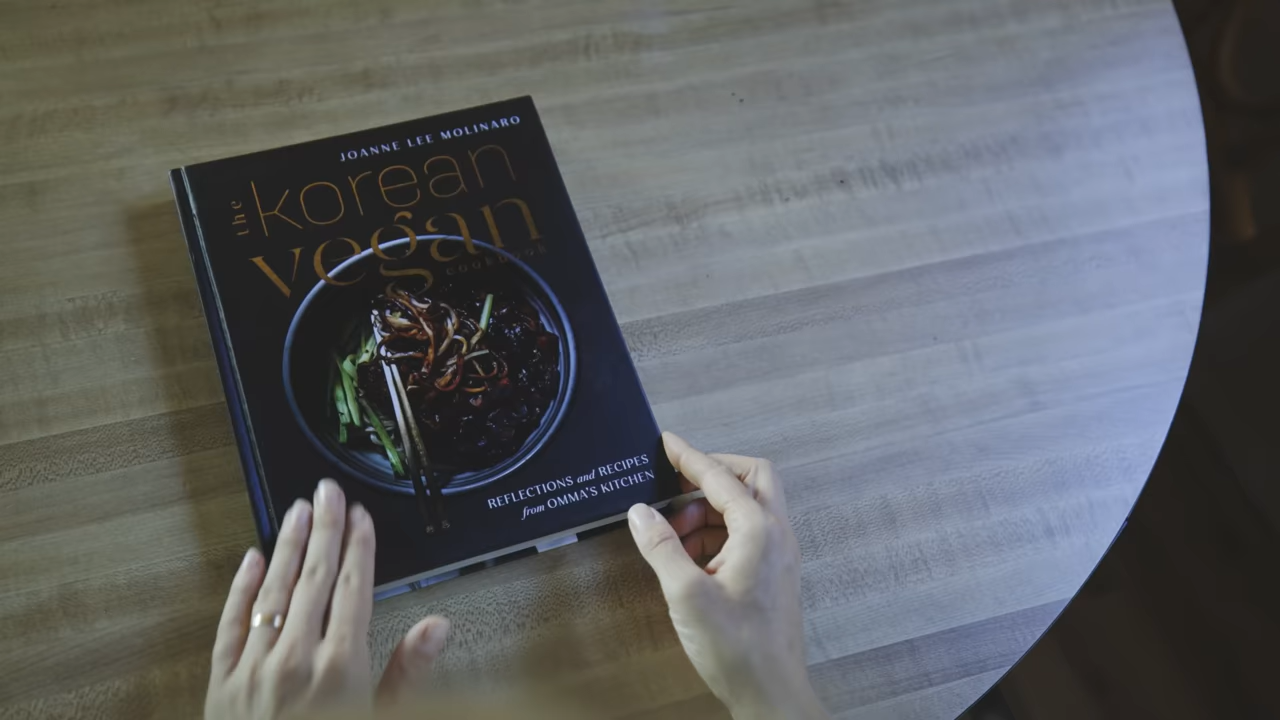 JOANNE LEE MOLINARO
the korean
vegan
COOKBOOK
REFLECTIONS and RECIPES
from OMMA'S KITCHEN